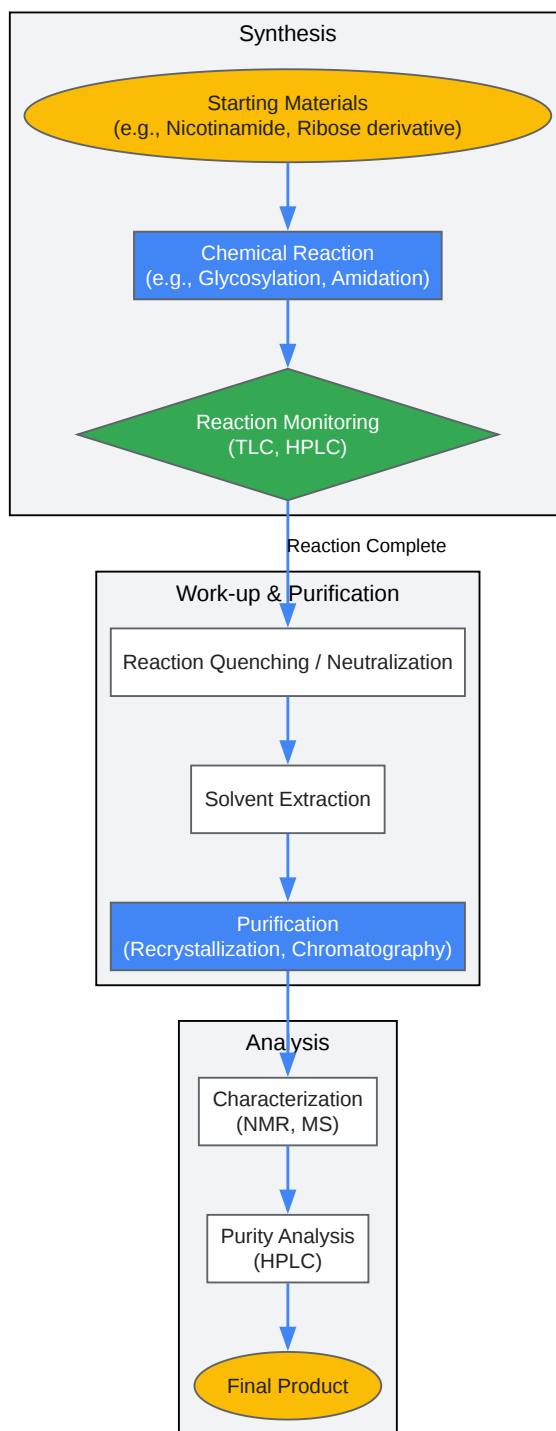 Synthesis
Starting Materials
(e.g., Nicotinamide, Ribose derivative)
Chemical Reaction
(e.g., Glycosylation, Amidation)
Reaction Monitoring
(TLC, HPLC)
Reaction Complete
Work-up & Purification
Reaction Quenching / Neutralization
Solvent Extraction
Purification
(Recrystallization, Chromatography)
Analysis
Characterization
(NMR, MS)
Purity Analysis
(HPLC)
Final Product